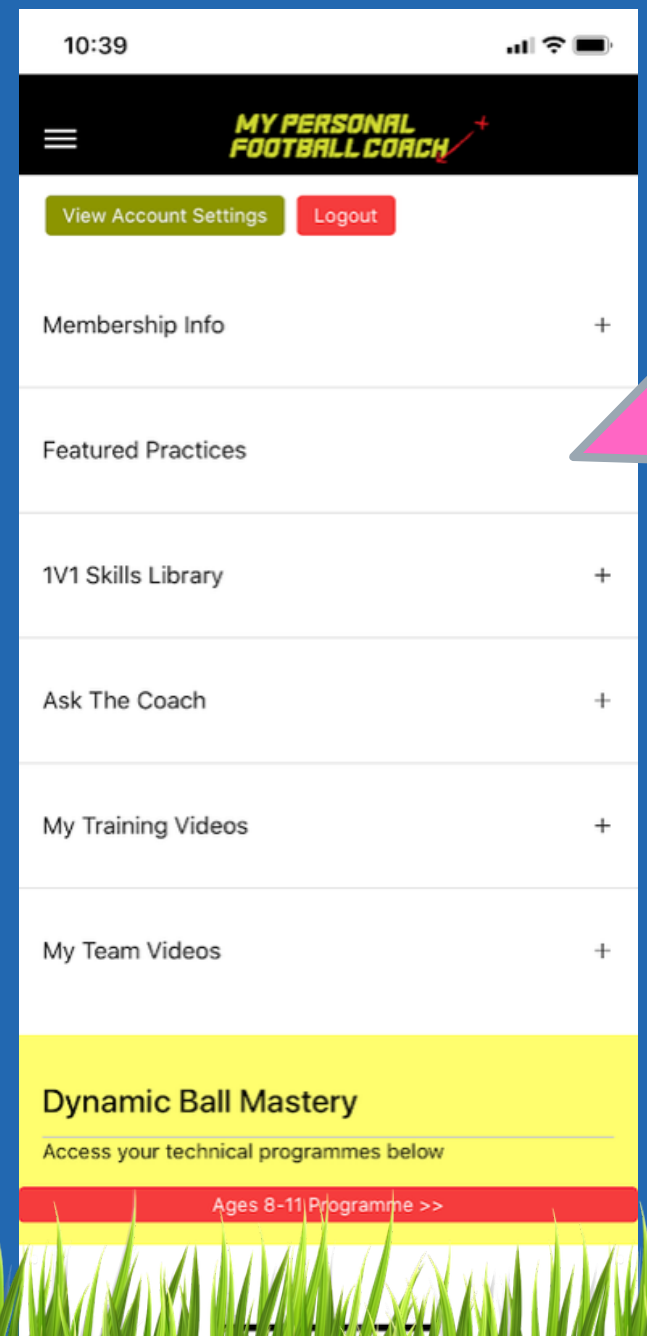 10:39
MY PERSONAL
FOOTBALL COACH
View Account Settings
Logout
Membership Info +
Featured Practices
1V1 Skills Library +
Ask The Coach +
My Training Videos +
My Team Videos +
Dynamic Ball Mastery
Access your technical programmes below
Ages 8-11 Programme >>